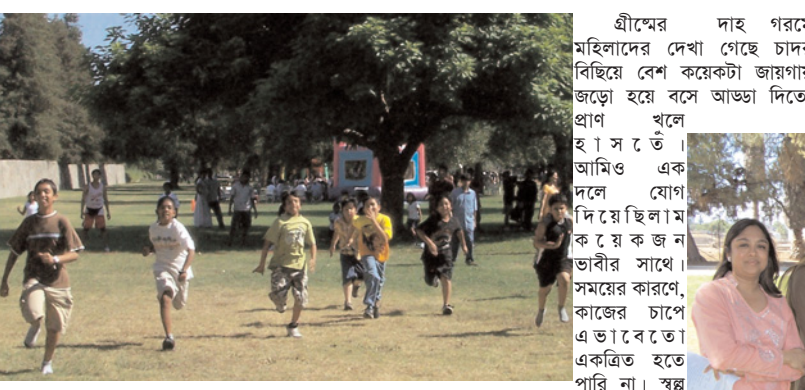 গ্রীষ্মের দাহ গরমে
মহিলাদের দেখা গেছে চাদর
বিছিয়ে বেশ কয়েকটা জায়গায়
জড়ো হয়ে বসে আড্ডা দিতে
প্রাণ খুলে
হাসতে ।
আমিও এক
দলে যোগ
দিয়েছিলাম
কয়েকজন
ভাবীর সাথে।
সময়ের কারণে,
কাজের চাপে
এভাবেতো
একত্রিত হতে
পারি না। স্বল্প